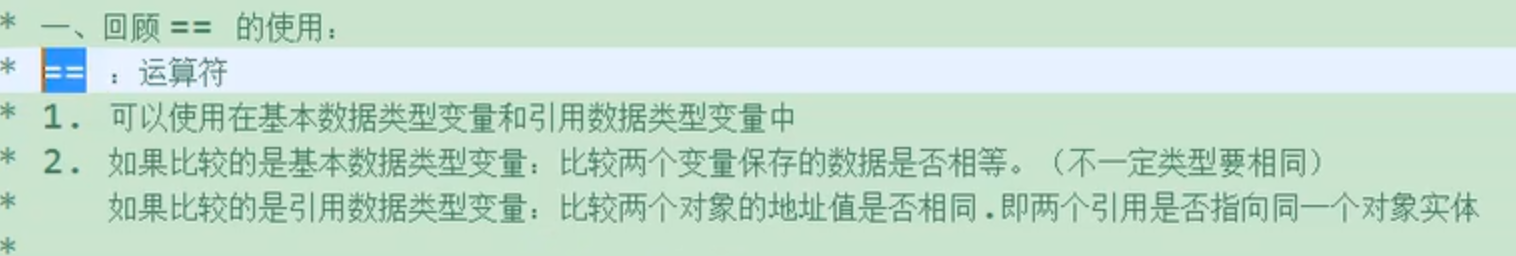 * 一、回顾 == 的使用：
* == ：运算符
* 1. 可以使用在基本数据类型变量和引用数据类型变量中
* 2. 如果比较的是基本数据类型变量：比较两个变量保存的数据是否相等。（不一定类型要相同）
* 如果比较的是引用数据类型变量：比较两个对象的地址值是否相同.即两个引用是否指向同一个对象实体
*